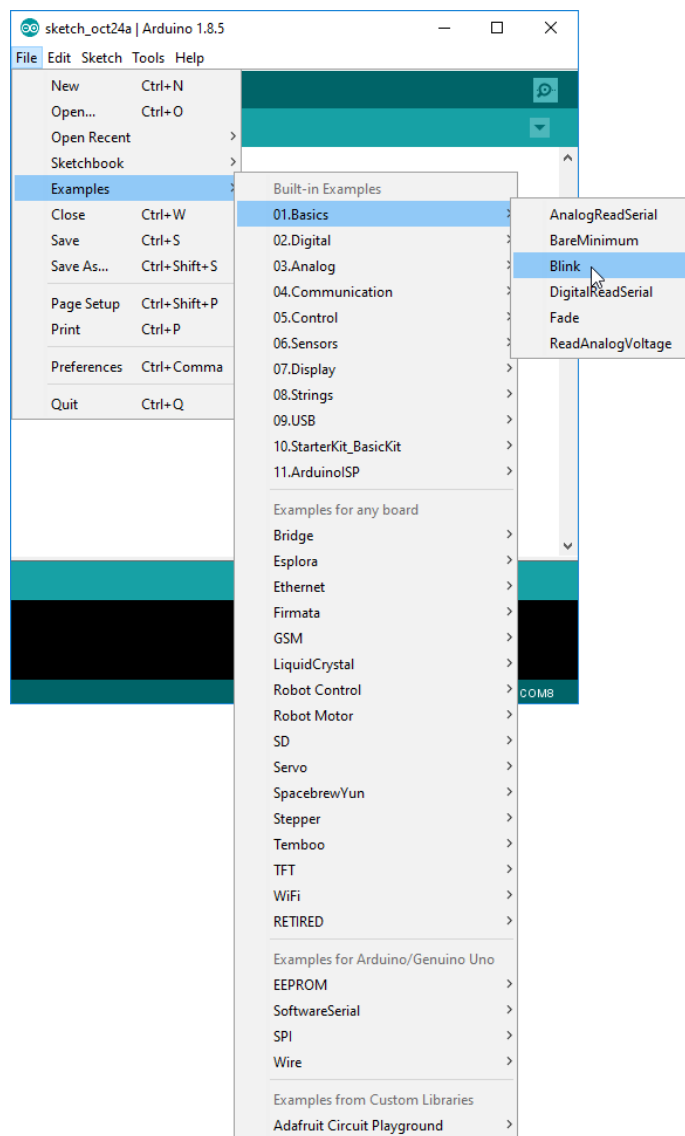 sketch_oct24a | Arduino 1.8.5
File Edit Sketch Tools Help
New Ctrl+N
Open... Ctrl+O
Open Recent
Sketchbook
Examples
Close Ctrl+W
Save Ctrl+S
Save As... Ctrl+Shift+S
Page Setup Ctrl+Shift+P
Print Ctrl+P
Preferences Ctrl+Comma
Quit Ctrl+Q
Built-in Examples
01.Basics
02.Digital
03.Analog
04.Communication
05.Control
06.Sensors
07.Display
08.Strings
09.USB
10.StarterKit_BasicKit
11.ArduinoISP
Examples for any board
Bridge
Esplora
Ethernet
Firmata
GSM
LiquidCrystal
Robot Control
Robot Motor
SD
Servo
SpacebrewYun
Stepper
Temboo
TFT
WiFi
RETIRED
Examples for Arduino/Genuino Uno
EEPROM
SoftwareSerial
SPI
Wire
Examples from Custom Libraries
Adafruit Circuit Playground
AnalogReadSerial
BareMinimum
Blink
DigitalReadSerial
Fade
ReadAnalogVoltage
COM8